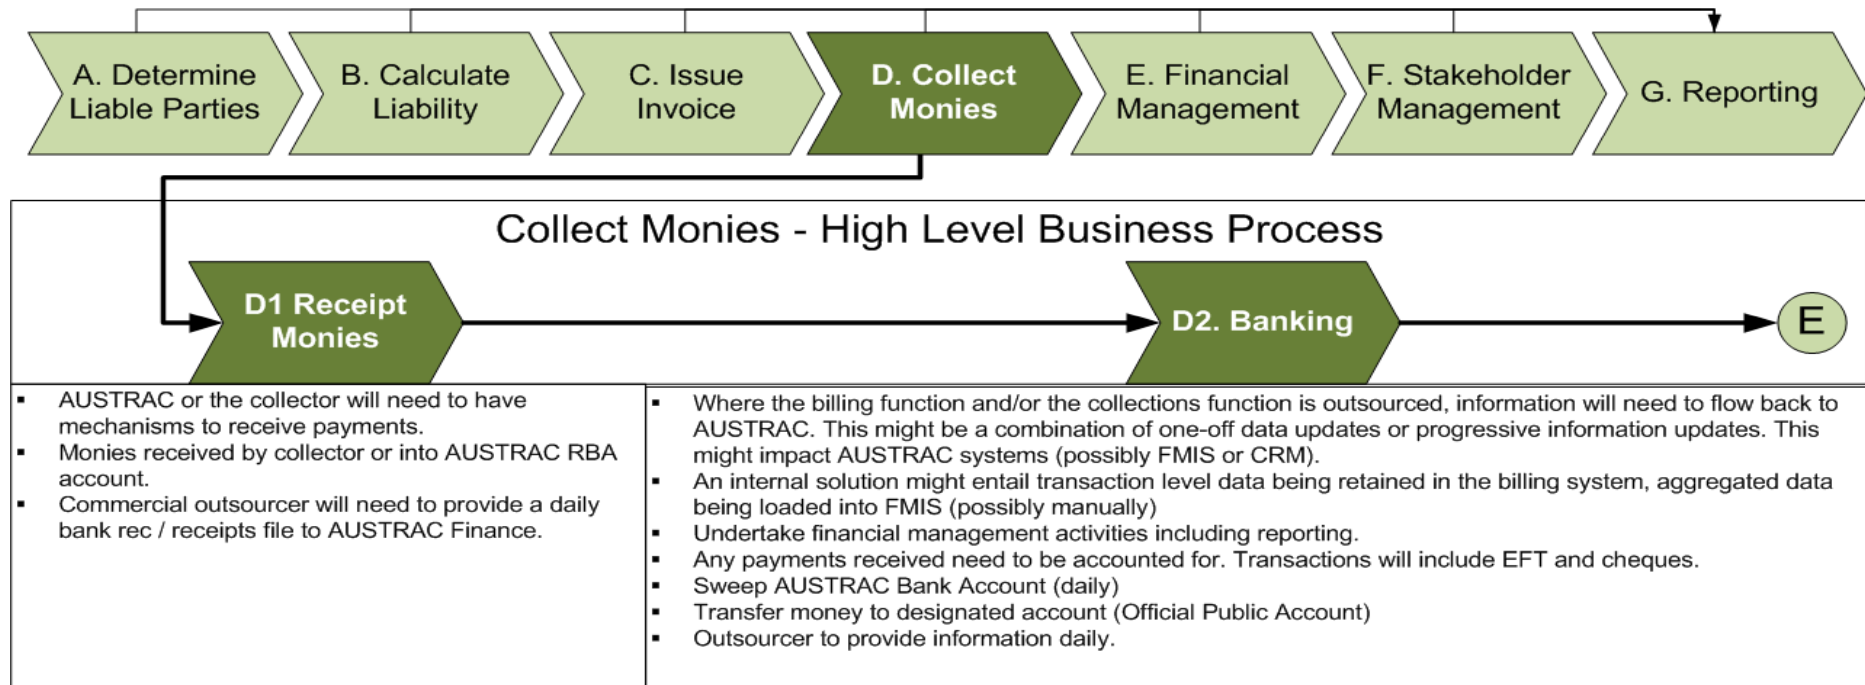 A. Determine
Liable Parties
B. Calculate
Liability
C. Issue
Invoice
D. Collect
Monies
E. Financial
Management
F. Stakeholder
Management
G. Reporting
Collect Monies - High Level Business Process
D1 Receipt
Monies
D2. Banking
E
▪ AUSTRAC or the collector will need to have
mechanisms to receive payments.
▪ Monies received by collector or into AUSTRAC RBA
account.
▪ Commercial outsourcer will need to provide a daily
bank rec / receipts file to AUSTRAC Finance.
▪ Where the billing function and/or the collections function is outsourced, information will need to flow back to
AUSTRAC. This might be a combination of one-off data updates or progressive information updates. This
might impact AUSTRAC systems (possibly FMIS or CRM).
▪ An internal solution might entail transaction level data being retained in the billing system, aggregated data
being loaded into FMIS (possibly manually)
▪ Undertake financial management activities including reporting.
▪ Any payments received need to be accounted for. Transactions will include EFT and cheques.
▪ Sweep AUSTRAC Bank Account (daily)
▪ Transfer money to designated account (Official Public Account)
▪ Outsourcer to provide information daily.